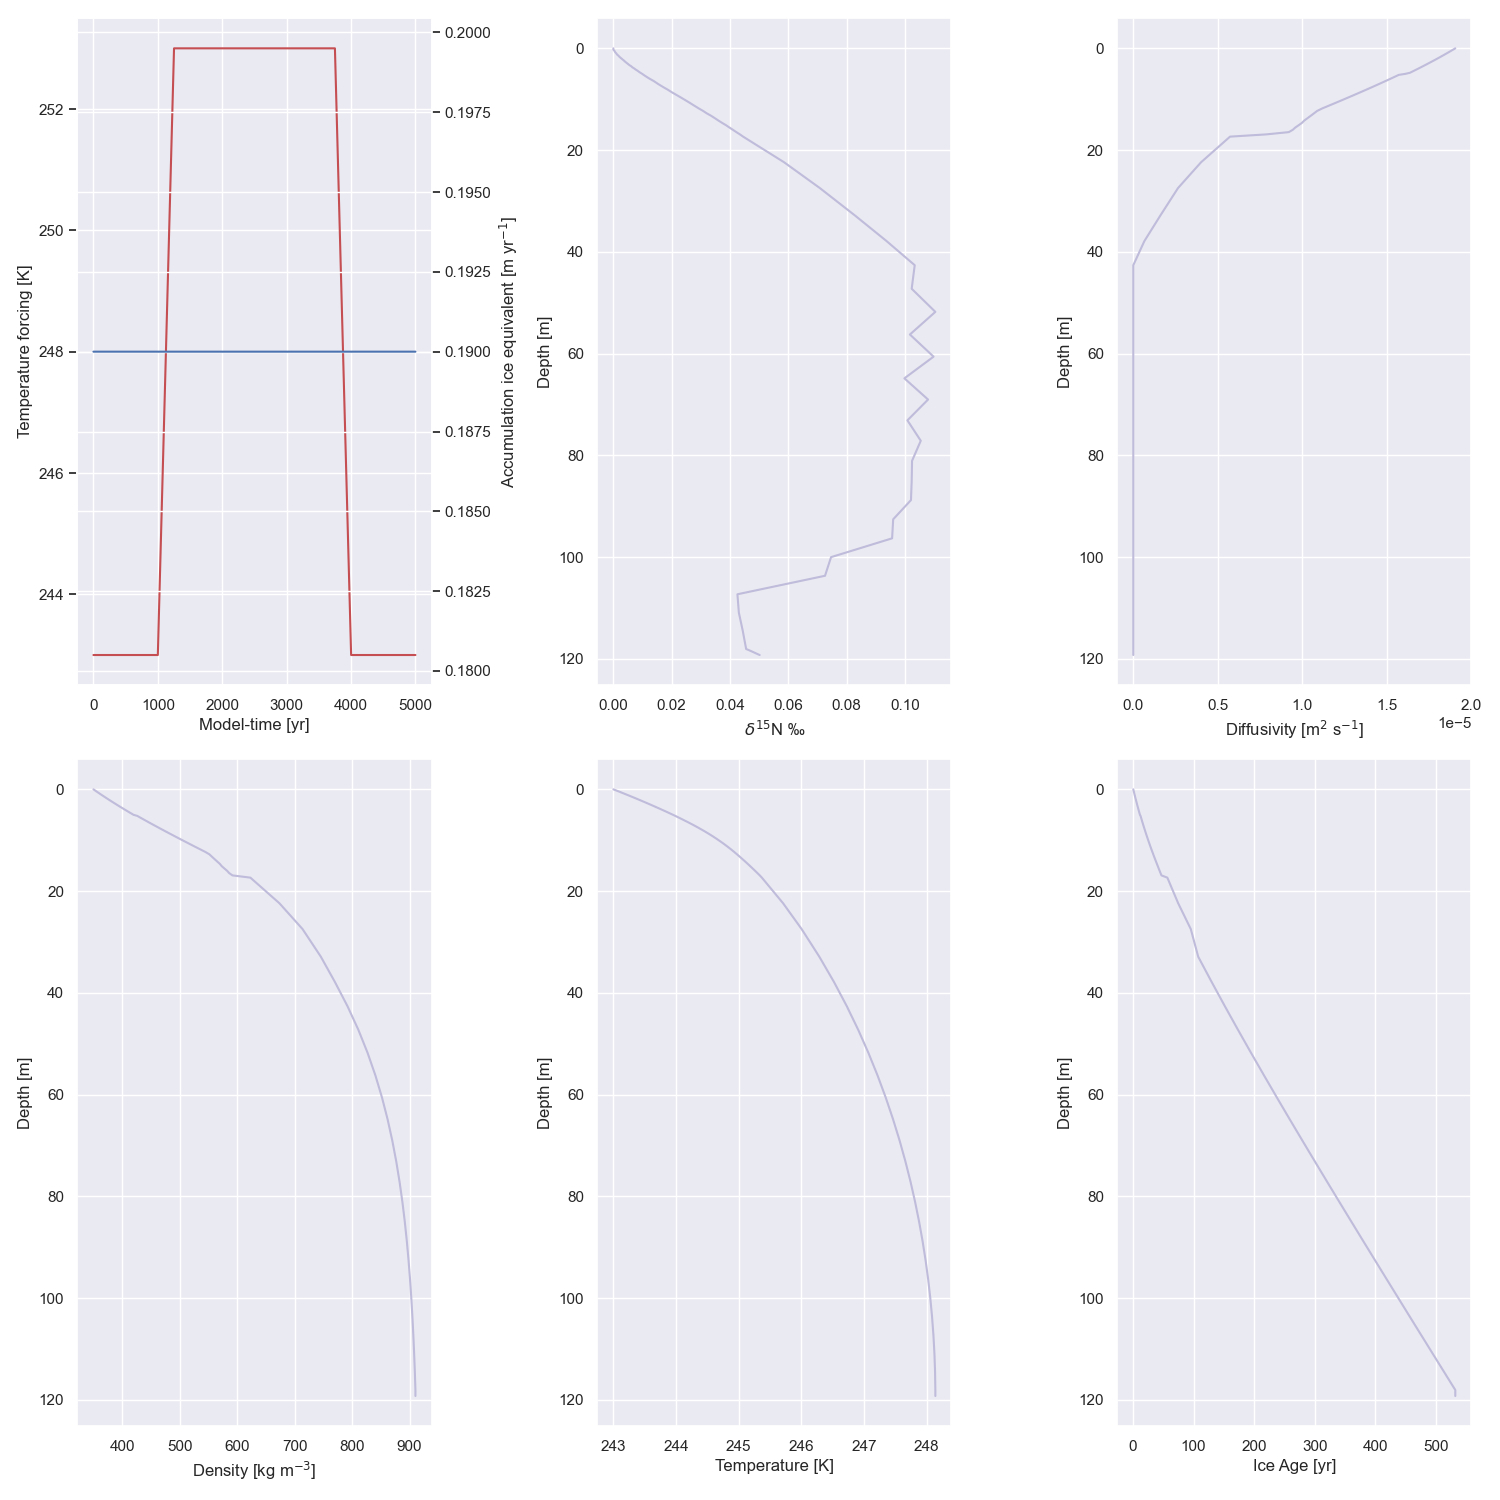 252
250
248
246
244
Temperature forcing [K]
0 1000 2000 3000 4000 5000
Model-time [yr]
0.2000
0.1975
0.1950
0.1925
0.1900
0.1875
0.1850
0.1825
0.1800
Accumulation ice equivalent [m yr⁻¹]
0
20
40
60
80
100
120
Depth [m]
0.00 0.02 0.04 0.06 0.08 0.10
δ¹⁵N ‰
0
20
40
60
80
100
120
Depth [m]
0.0 0.5 1.0 1.5 2.0
1e−5
Diffusivity [m² s⁻¹]
0
20
40
60
80
100
120
Depth [m]
400 500 600 700 800 900
Density [kg m⁻³]
0
20
40
60
80
100
120
Depth [m]
243 244 245 246 247 248
Temperature [K]
0
20
40
60
80
100
120
Depth [m]
0 100 200 300 400 500
Ice Age [yr]